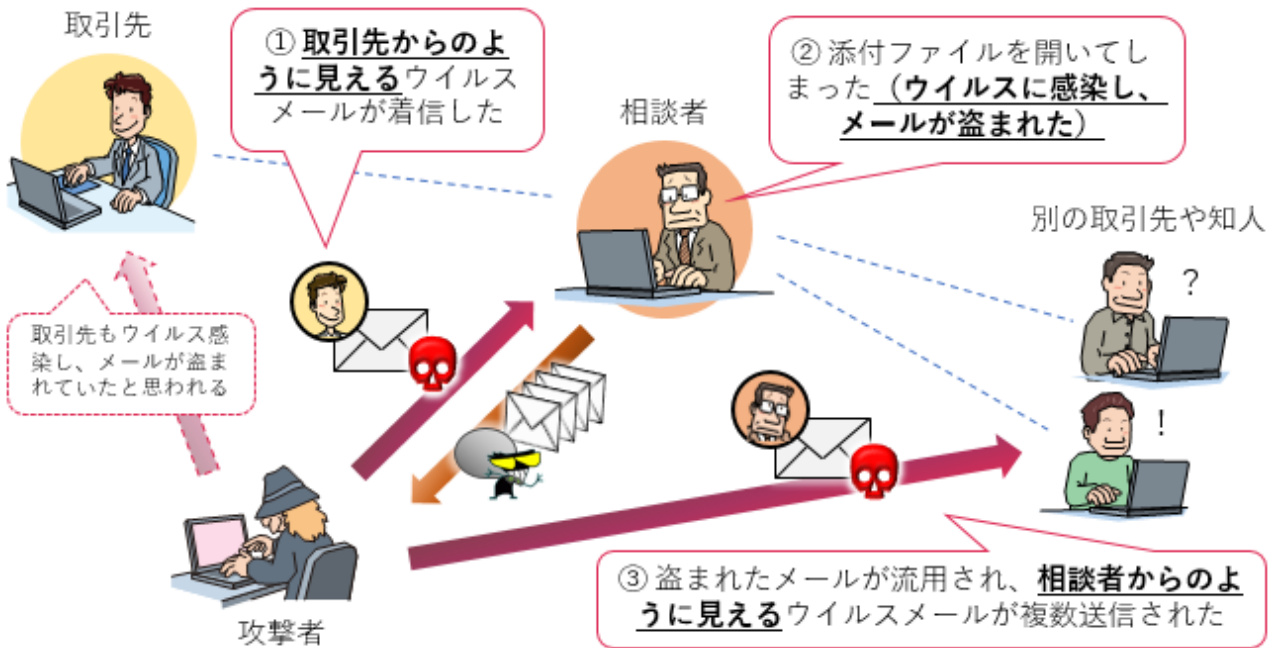 取引先
① 取引先からのよ
うに見えるウイルス
メールが着信した
② 添付ファイルを開いてし
まった（ウイルスに感染し、
メールが盗まれた）
相談者
別の取引先や知人
?
取引先もウイルス感
染し、メールが盗ま
れていたと思われる
!
③ 盗まれたメールが流用され、相談者からのよ
うに見えるウイルスメールが複数送信された
攻撃者